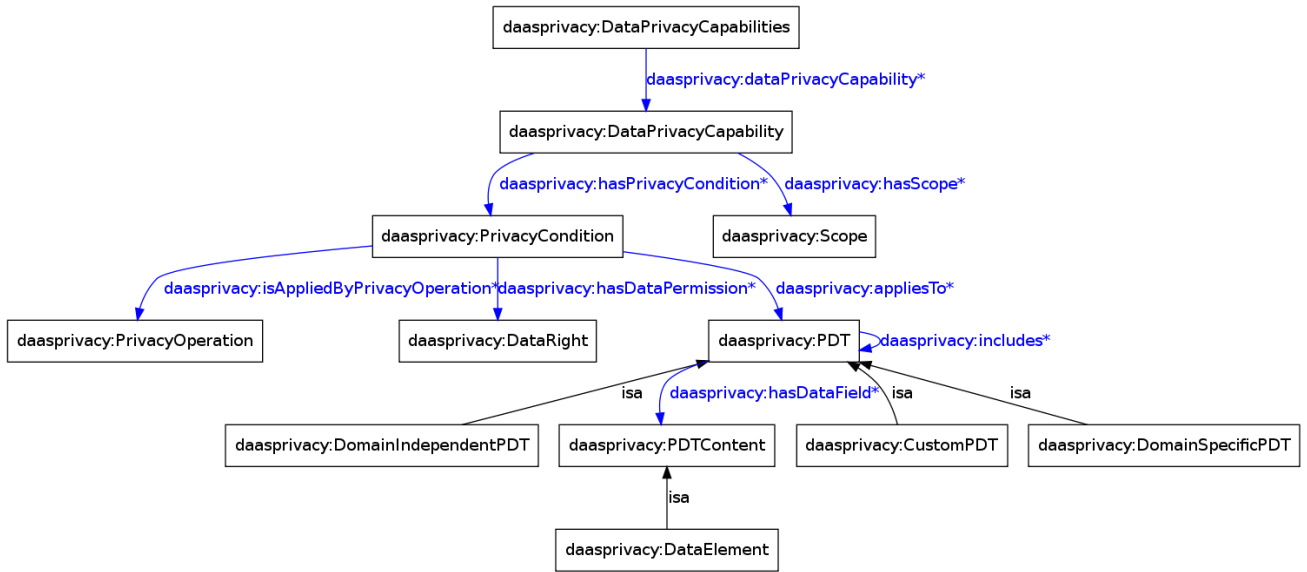 daasprivacy:DataPrivacyCapabilities
daasprivacy:dataPrivacyCapability*
daasprivacy:DataPrivacyCapability
daasprivacy:hasPrivacyCondition*
daasprivacy:hasScope*
daasprivacy:PrivacyCondition
daasprivacy:Scope
daasprivacy:isAppliedByPrivacyOperation*
daasprivacy:hasDataPermission*
daasprivacy:appliesTo*
daasprivacy:PrivacyOperation
daasprivacy:DataRight
daasprivacy:PDT
daasprivacy:includes*
isa
daasprivacy:hasDataField*
isa
isa
daasprivacy:DomainIndependentPDT
daasprivacy:PDTContent
daasprivacy:CustomPDT
daasprivacy:DomainSpecificPDT
isa
daasprivacy:DataElement